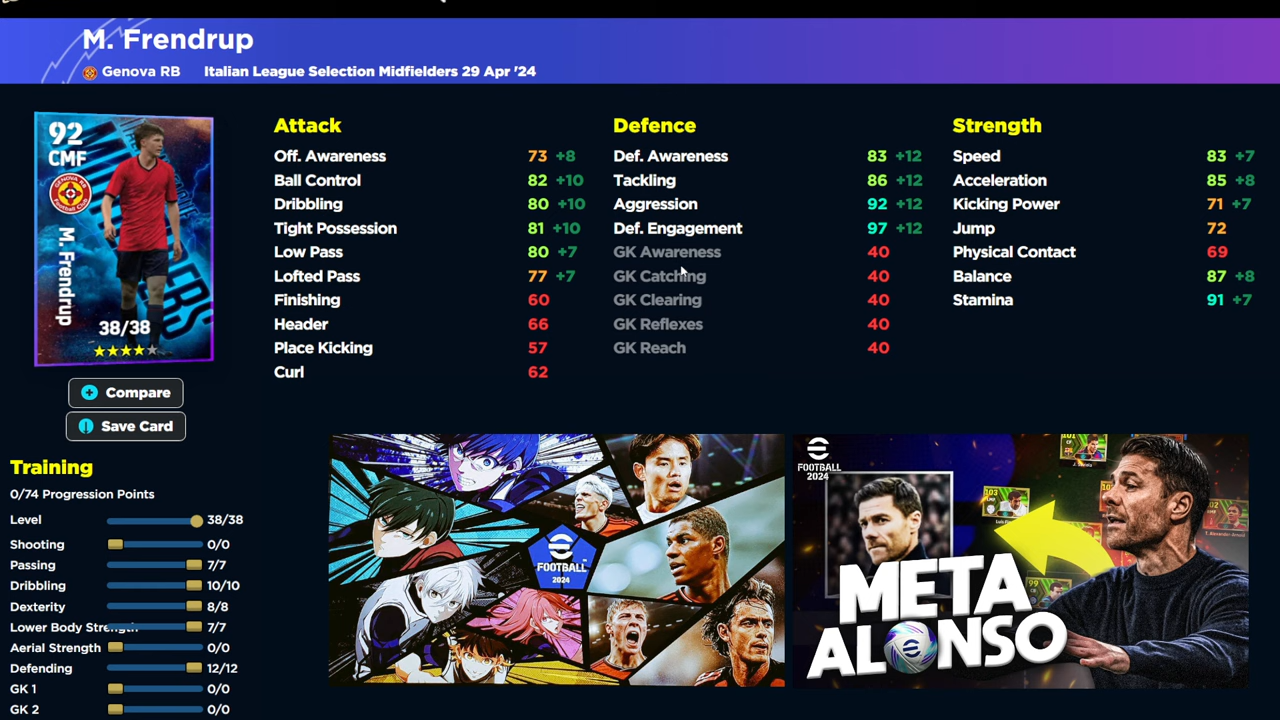 M. Frendrup
Genova RB Italian League Selection Midfielders 29 Apr '24
92
CMF
M. Frendrup
38/38
Compare
Save Card
Attack
Off. Awareness 73 +8
Ball Control 82 +10
Dribbling 80 +10
Tight Possession 81 +10
Low Pass 80 +7
Lofted Pass 77 +7
Finishing 60
Header 66
Place Kicking 57
Curl 62
Defence
Def. Awareness 83 +12
Tackling 86 +12
Aggression 92 +12
Def. Engagement 97 +12
GK Awareness 40
GK Catching 40
GK Clearing 40
GK Reflexes 40
GK Reach 40
Strength
Speed 83 +7
Acceleration 85 +8
Kicking Power 71 +7
Jump 72
Physical Contact 69
Balance 87 +8
Stamina 91 +7
Training
0/74 Progression Points
Level 38/38
Shooting 0/0
Passing 7/7
Dribbling 10/10
Dexterity 8/8
Lower Body Strength 7/7
Aerial Strength 0/0
Defending 12/12
GK 1 0/0
GK 2 0/0
FOOTBALL
2024
FOOTBALL
2024
103
99
102
META
ALONSO